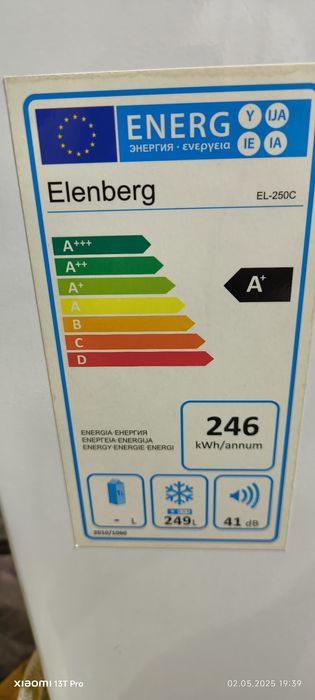 ENERG Y IJA
ЭНЕРГИЯ · ενεργεια IE IA
Elenberg EL-250C
A+++
A++
A+
A
B
C
D
A+
ENERGIA·ЕНЕРГИЯ
ΕΝΕΡΓΕΙΑ·ENERGIJA
ENERGY·ENERGIE ENERGI
246
kWh/annum
- L
249L
41 dB
2010/1060
XIAOMI 13T Pro
02.05.2025 19:39